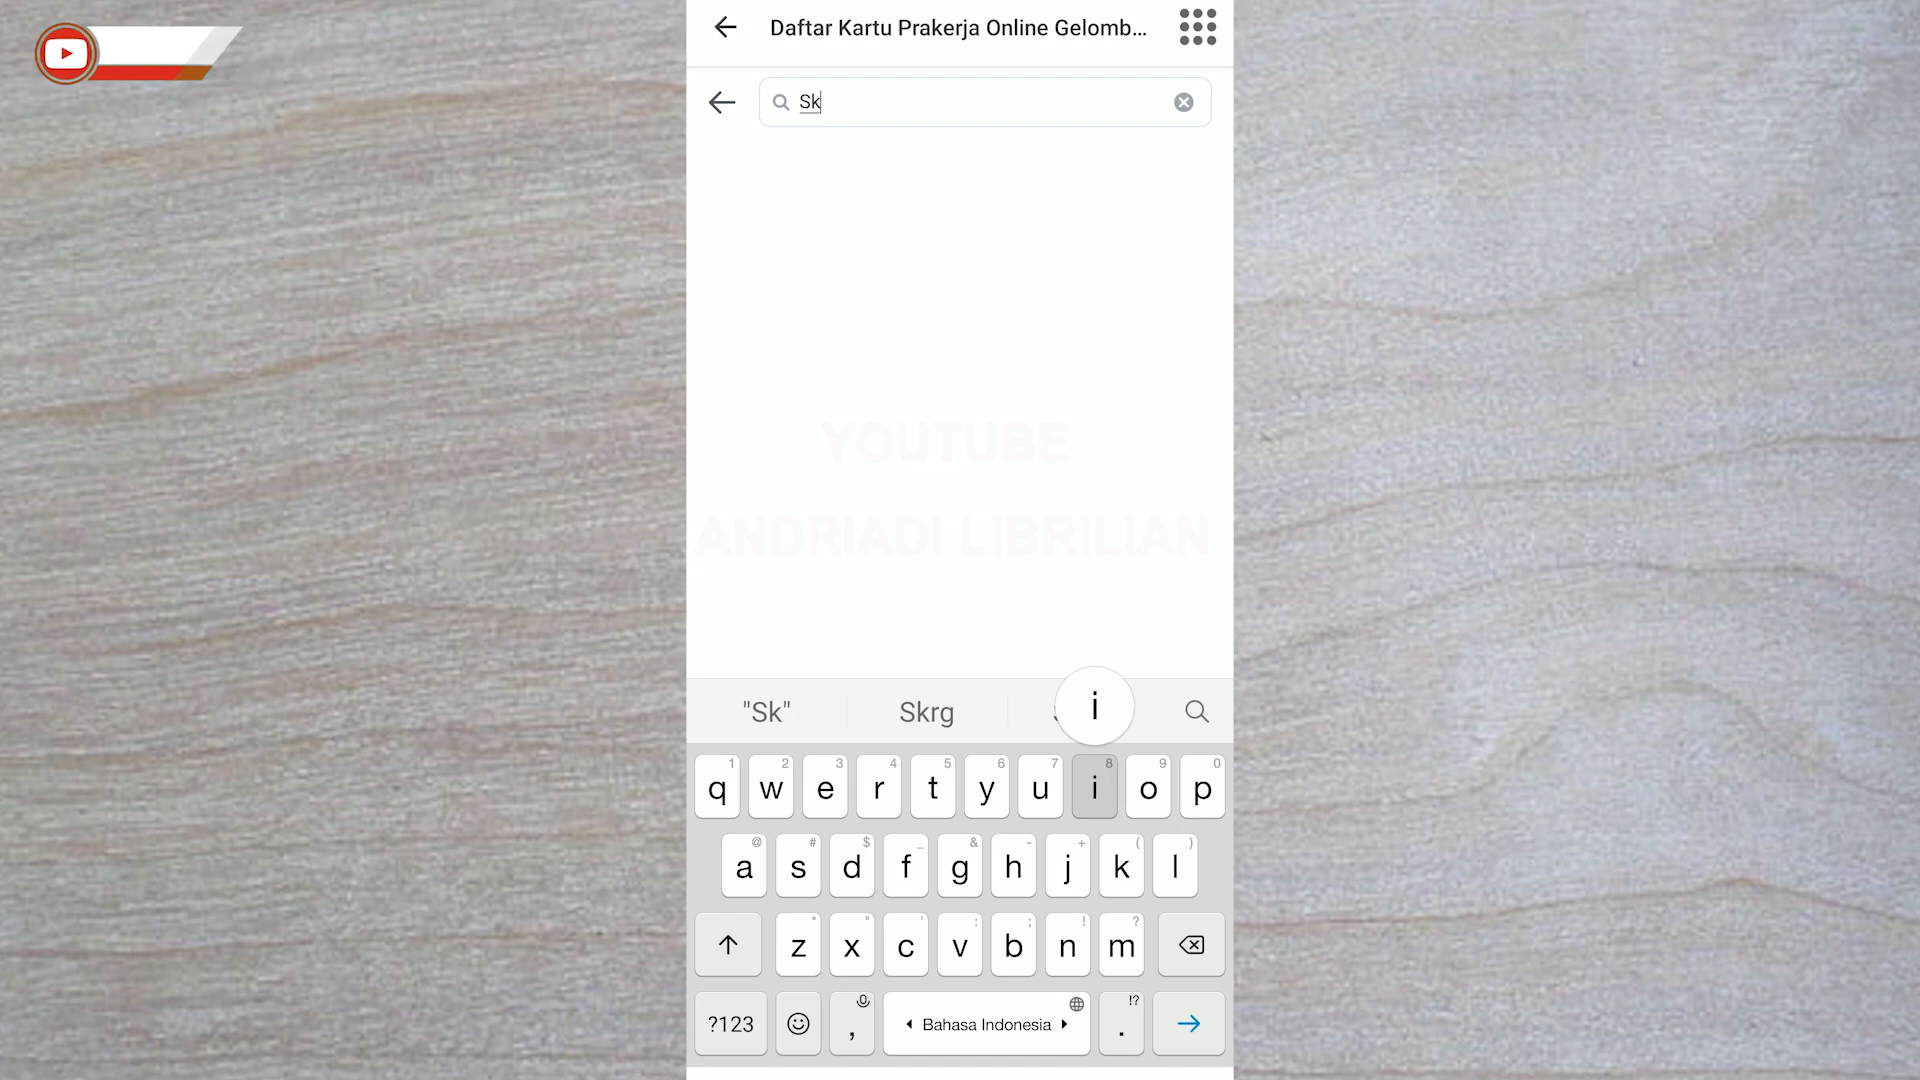 Daftar Kartu Prakerja Online Gelomb...
Sk
YOUTUBE
ANDRIADI LIBRILIAN
"Sk" Skrg i
1 2 3 4 5 6 7 8 9 0
q w e r t y u i o p
@ # $ _ & - + ( )
a s d f g h j k l
* " ' : ; ! ?
z x c v b n m
!?
?123 , Bahasa Indonesia .